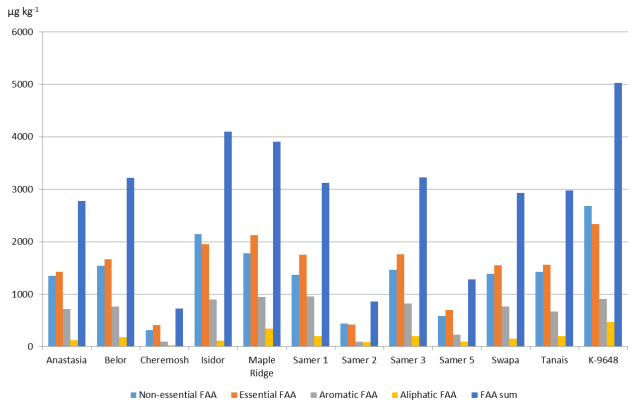 µg kg⁻¹
6000
5000
4000
3000
2000
1000
0
Anastasia Belor Cheremosh Isidor Maple Ridge Samer 1 Samer 2 Samer 3 Samer 5 Swapa Tanais K-9648
Non-essential FAA Essential FAA Aromatic FAA Aliphatic FAA FAA sum